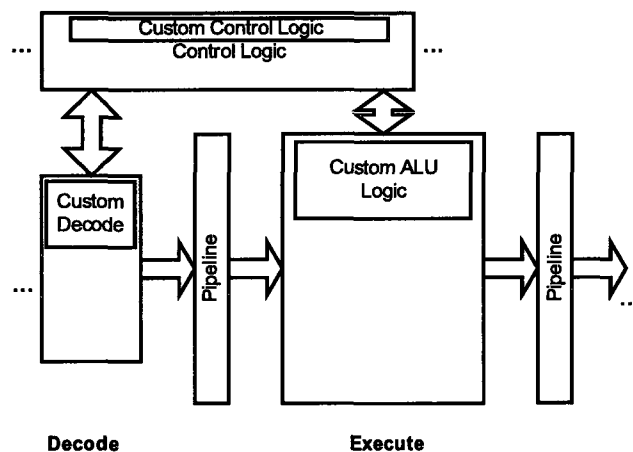 Custom Control Logic
... Control Logic ...
Custom ALU
Logic
Custom
Decode
Pipeline
Pipeline
...
..
Decode Execute